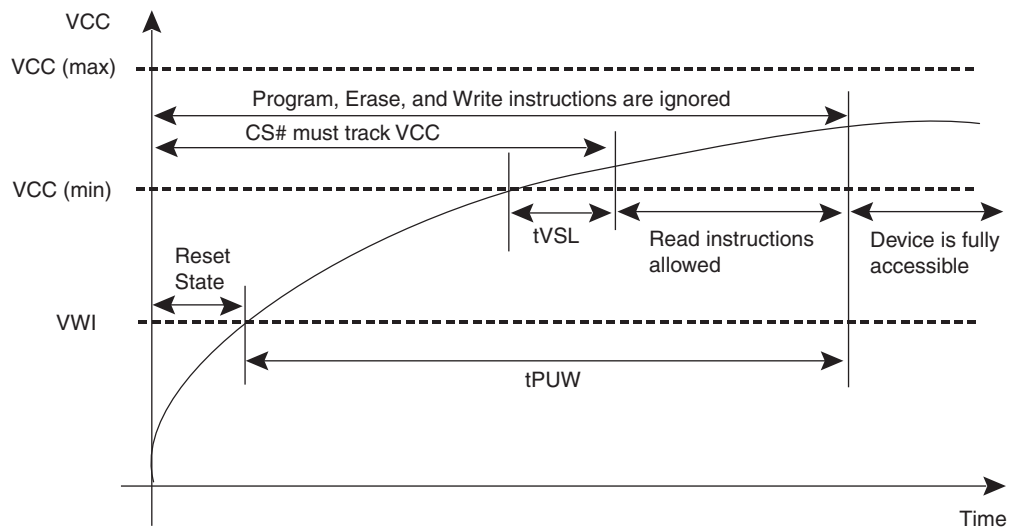 VCC
VCC (max)
Program, Erase, and Write instructions are ignored
CS# must track VCC
VCC (min)
tVSL
Read instructions
allowed
Device is fully
accessible
Reset
State
VWI
tPUW
Time